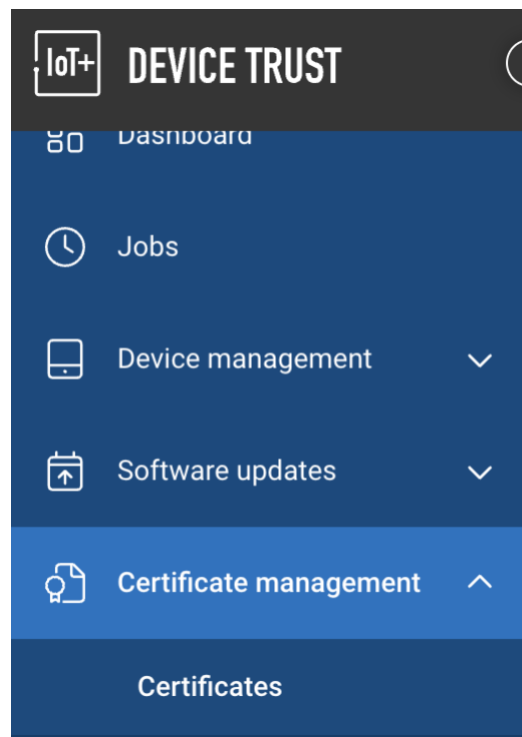 IoT+ DEVICE TRUST
Dashboard
Jobs
Device management
Software updates
Certificate management
Certificates